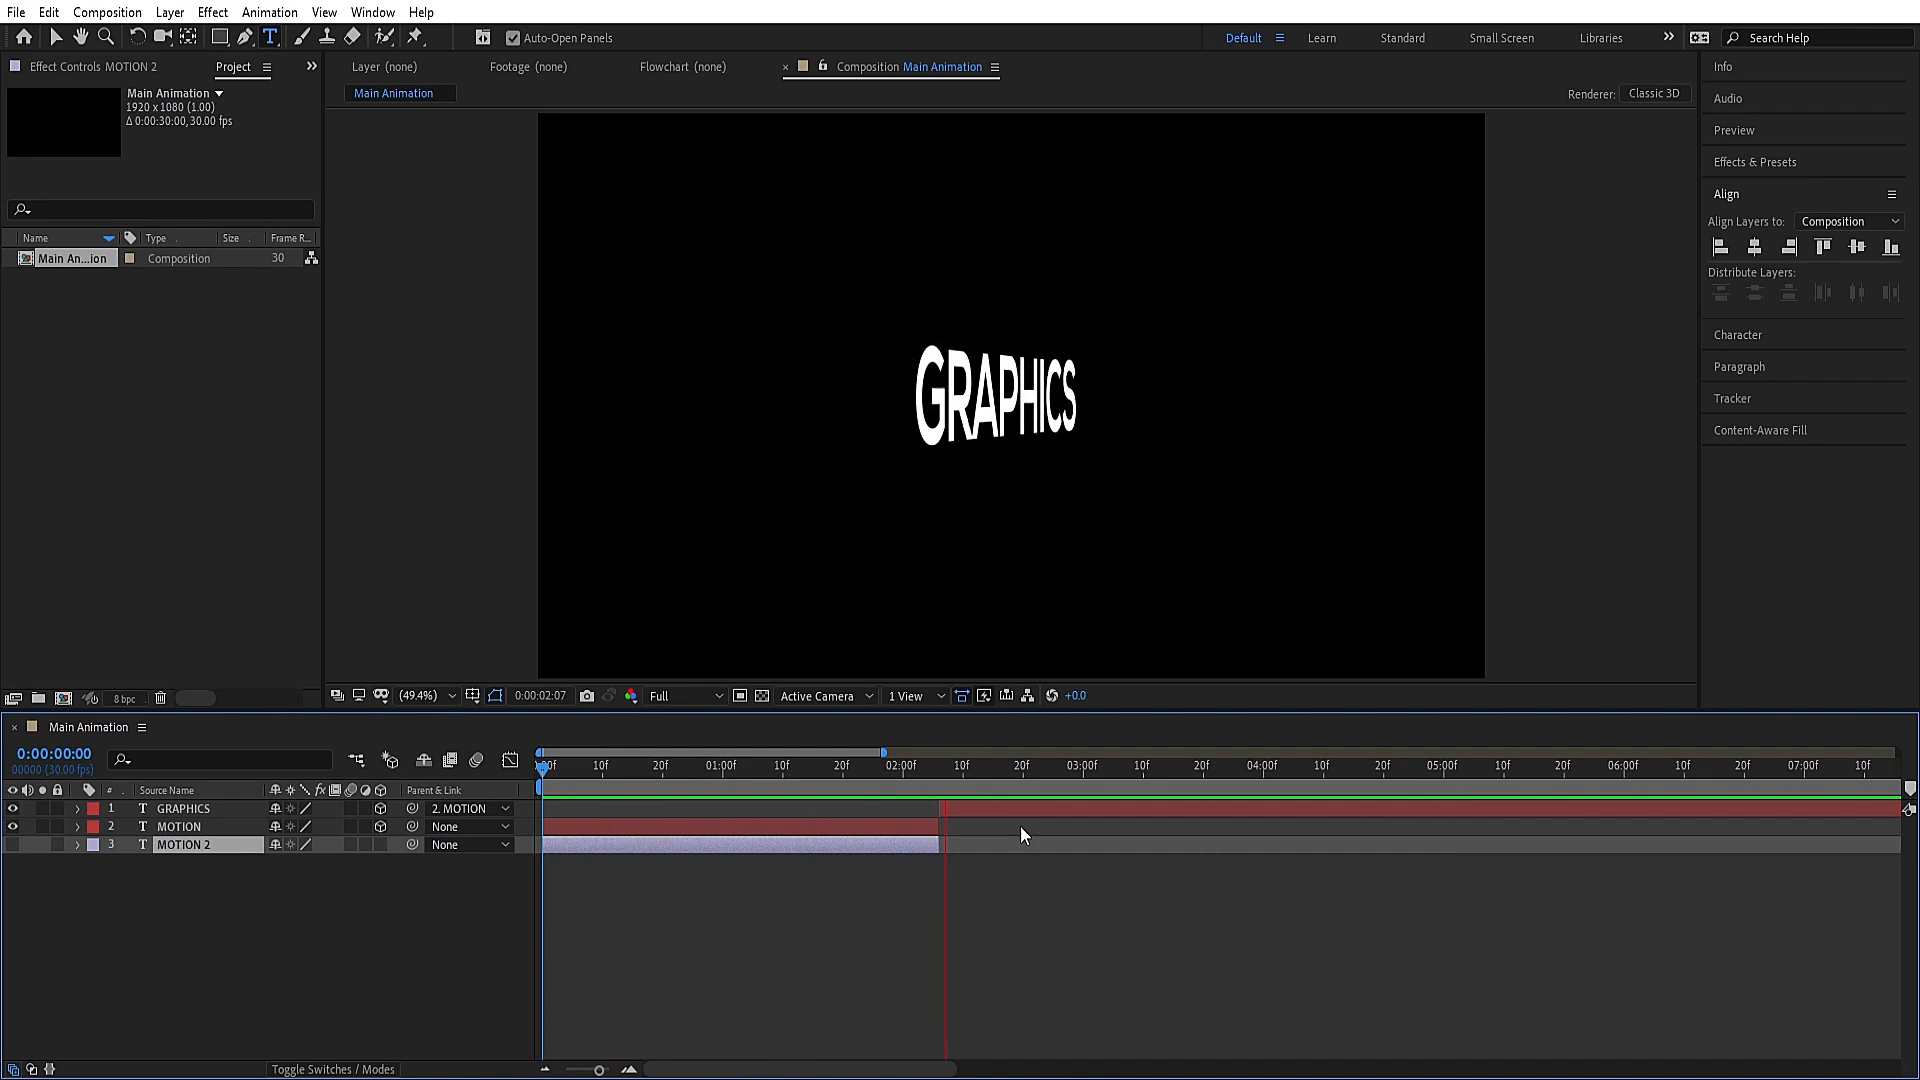 File Edit Composition Layer Effect Animation View Window Help
Auto-Open Panels
Default Learn Standard Small Screen Libraries
Search Help
Effect Controls MOTION 2
Project
Layer (none)
Footage (none)
Flowchart (none)
Composition Main Animation
Info
Main Animation
1920 x 1080 (1.00)
Δ 0:00:30:00, 30.00 fps
Main Animation
Renderer: Classic 3D
Audio
Preview
Effects & Presets
Align
Align Layers to: Composition
Distribute Layers:
Character
Paragraph
Tracker
Content-Aware Fill
Name Type Size Frame R...
Main An...ion Composition 30
GRAPHICS
8 bpc
(49.4%) 0:00:02:07 Full Active Camera 1 View +0.0
Main Animation
0:00:00:00
00000 (30.00 fps)
:00f 10f 20f 01:00f 10f 20f 02:00f 10f 20f 03:00f 10f 20f 04:00f 10f 20f 05:00f 10f 20f 06:00f 10f 20f 07:00f 10f
# Source Name fx Parent & Link
1 T GRAPHICS 2. MOTION
2 T MOTION None
3 T MOTION 2 None
Toggle Switches / Modes